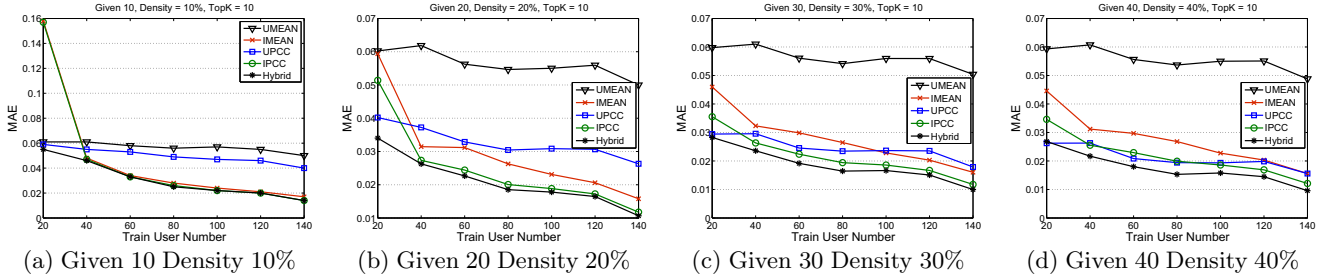 Given 10, Density = 10%, TopK = 10
0.16
0.14
0.12
0.1
0.08
0.06
0.04
0.02
0
MAE
UMEAN
IMEAN
UPCC
IPCC
Hybrid
20 40 60 80 100 120 140
Train User Number
(a) Given 10 Density 10%
Given 20, Density = 20%, TopK = 10
0.07
0.06
0.05
0.04
0.03
0.02
0.01
MAE
UMEAN
IMEAN
UPCC
IPCC
Hybrid
20 40 60 80 100 120 140
Train User Number
(b) Given 20 Density 20%
Given 30, Density = 30%, TopK = 10
0.07
0.06
0.05
0.04
0.03
0.02
0.01
0
MAE
UMEAN
IMEAN
UPCC
IPCC
Hybrid
20 40 60 80 100 120 140
Train User Number
(c) Given 30 Density 30%
Given 40, Density = 40%, TopK = 10
0.07
0.06
0.05
0.04
0.03
0.02
0.01
0
MAE
UMEAN
IMEAN
UPCC
IPCC
Hybrid
20 40 60 80 100 120 140
Train User Number
(d) Given 40 Density 40%